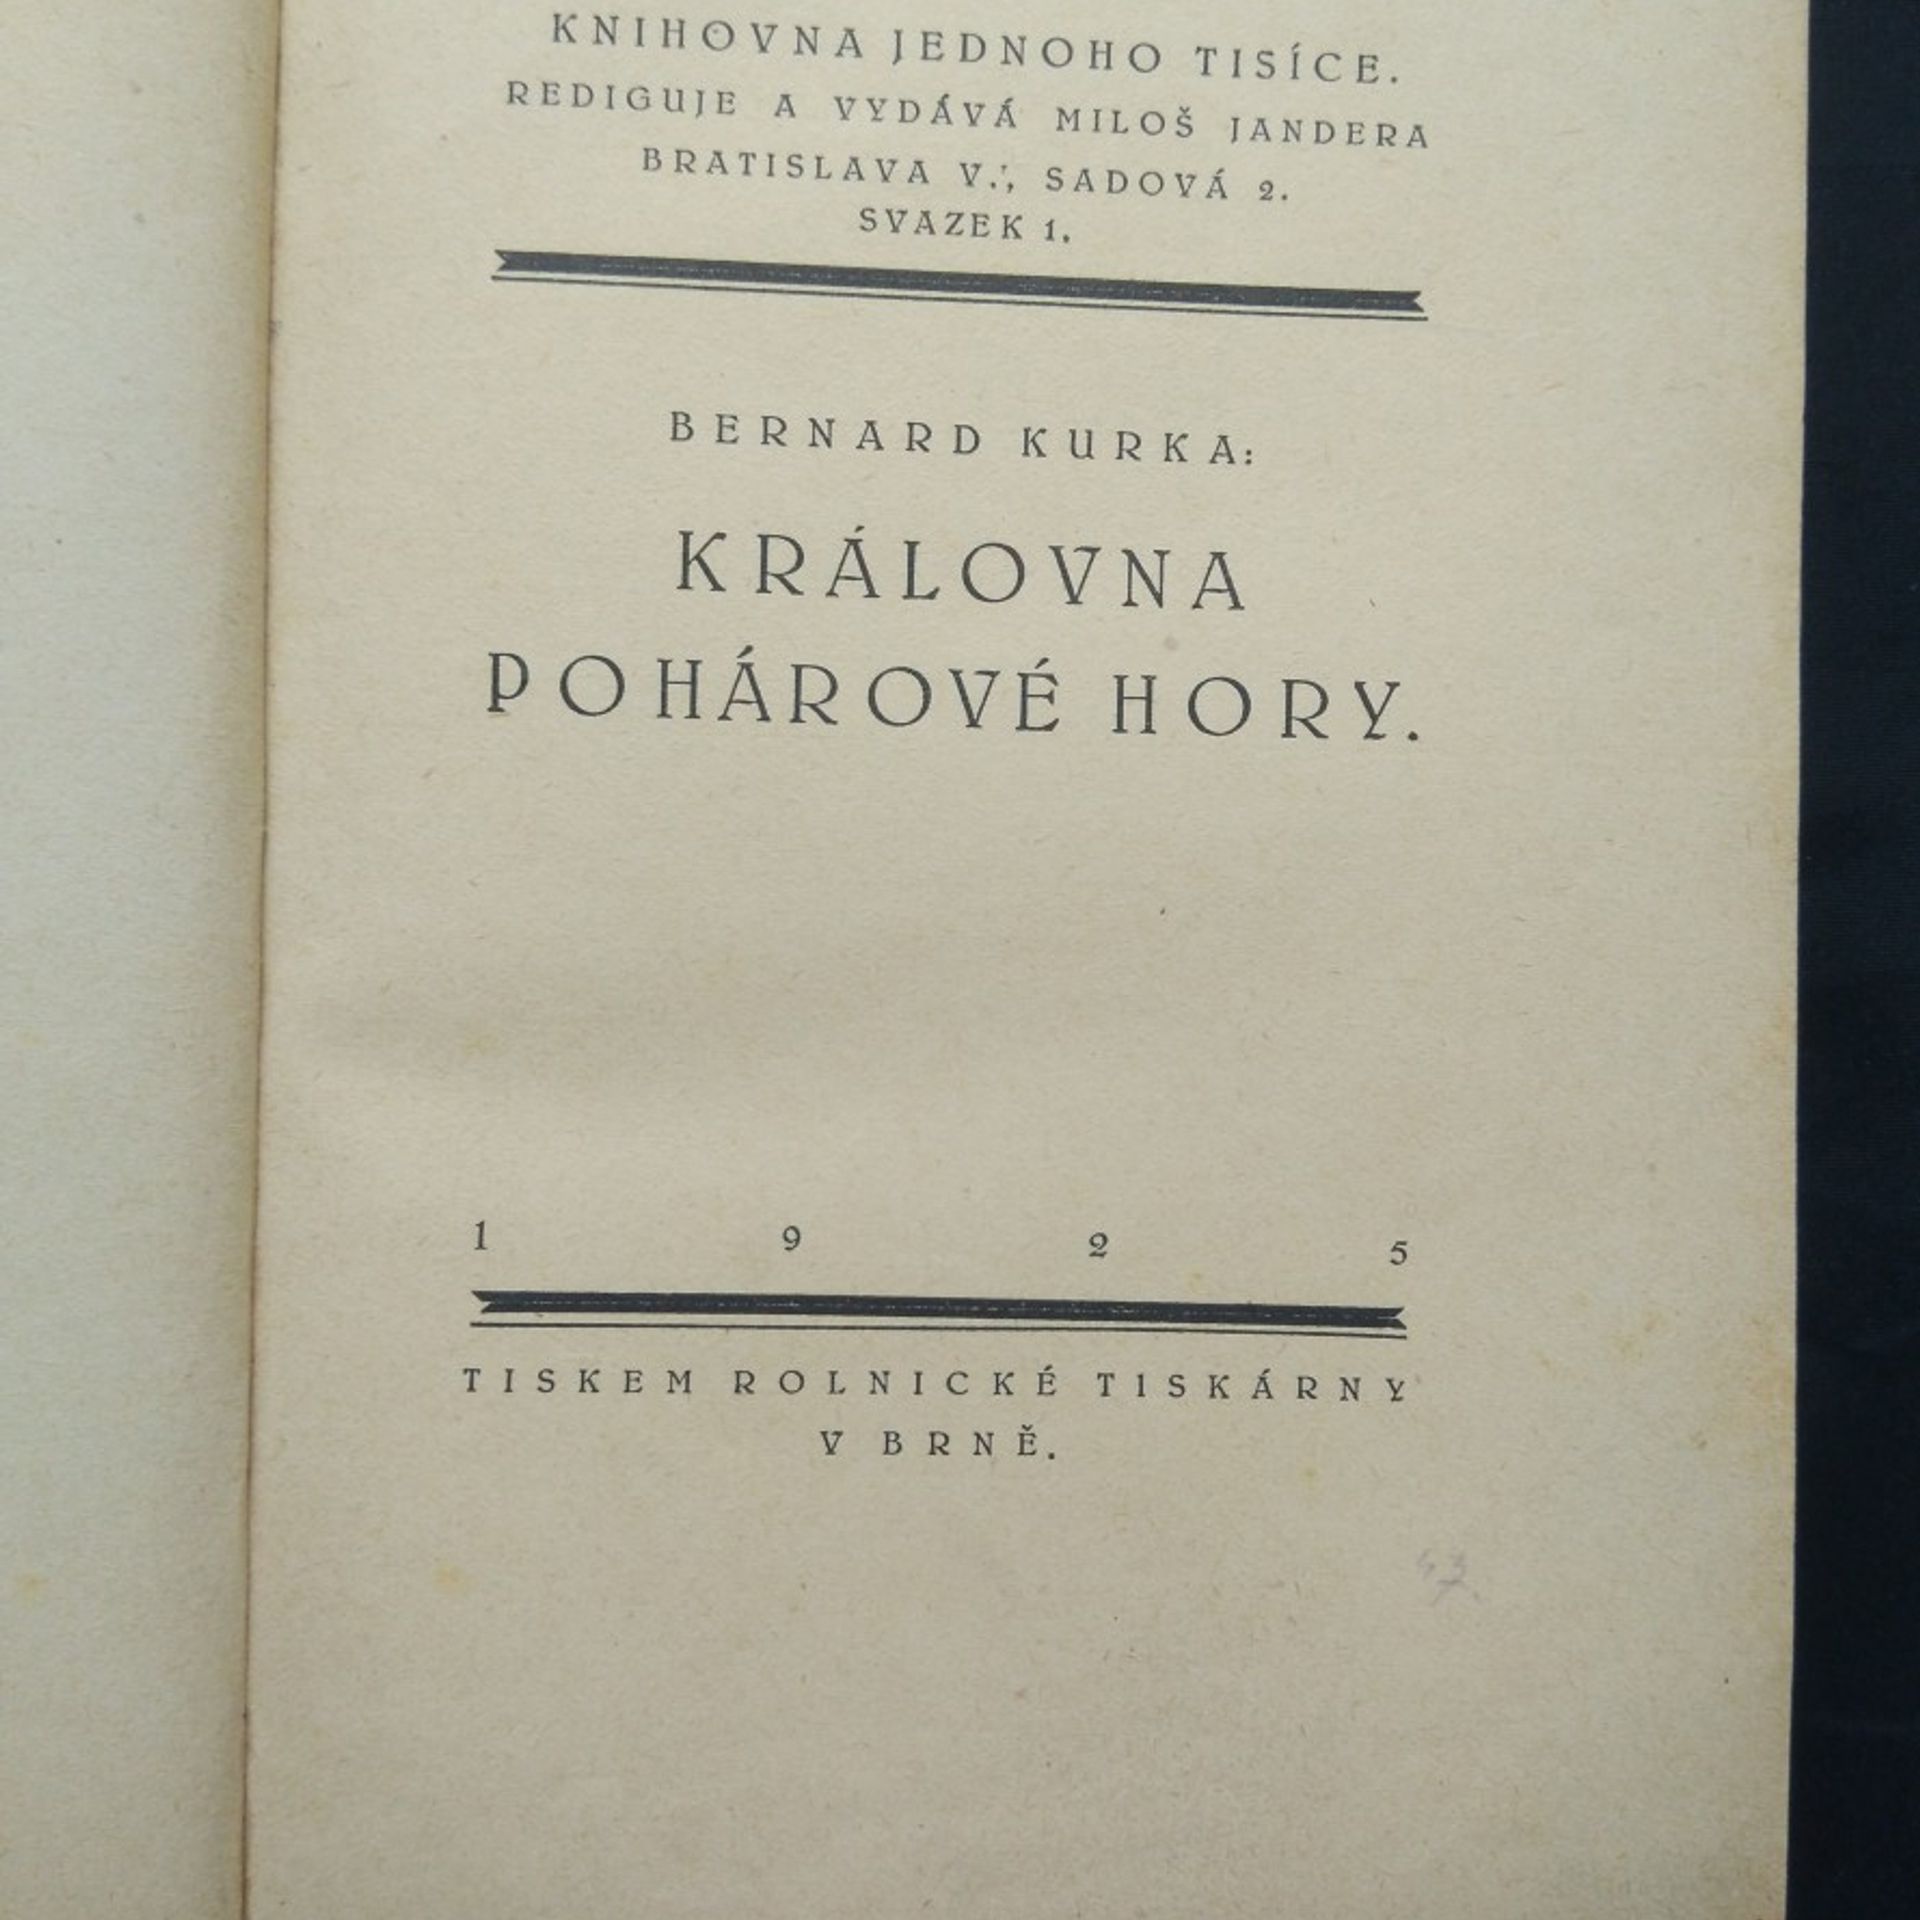 KNIHOVNA JEDNOHO TISÍCE.
REDIGUJE A VYDÁVÁ MILOŠ JANDERA
BRATISLAVA V., SADOVÁ 2.
SVAZEK 1.
BERNARD KURKA:
KRÁLOVNA
POHÁROVÉ HORY.
1 9 2 5
TISKEM ROLNICKÉ TISKÁRNY
V BRNĚ.